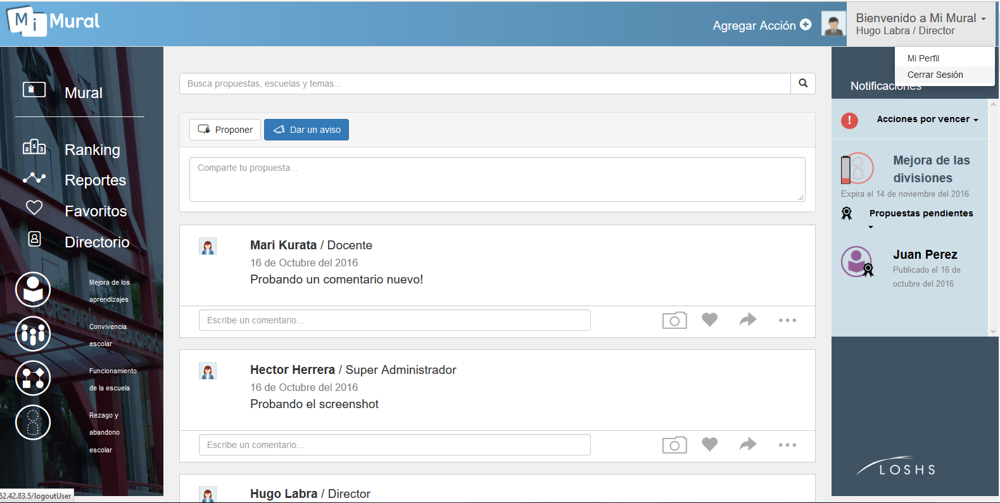 Mi Mural
Agregar Acción
Bienvenido a Mi Mural
Hugo Labra / Director
Mi Perfil
Cerrar Sesión
Mural
Ranking
Reportes
Favoritos
Directorio
Mejora de los
aprendizajes
Convivencia
escolar
Funcionamiento
de la escuela
Rezago y
abandono
escolar
Busca propuestas, escuelas y temas...
Proponer
Dar un aviso
Comparte tu propuesta...
Mari Kurata / Docente
16 de Octubre del 2016
Probando un comentario nuevo!
Escribe un comentario...
Hector Herrera / Super Administrador
16 de Octubre del 2016
Probando el screenshot
Escribe un comentario...
Hugo Labra / Director
Notificaciones
Acciones por vencer
Mejora de las
divisiones
Expira el 14 de noviembre del 2016
Propuestas pendientes
Juan Perez
Publicado el 16 de
octubre del 2016
LOSHS
52.42.83.5/logoutUser